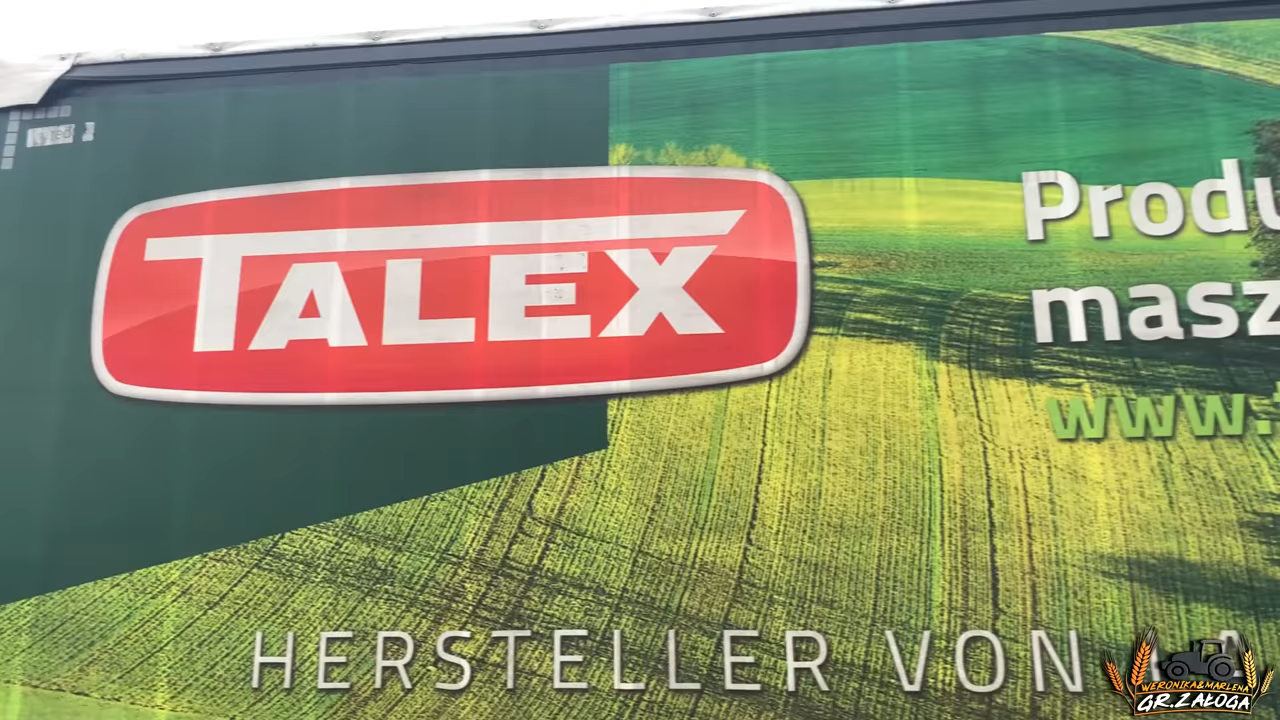 TALEX
Produ
masz
www.
HERSTELLER VON
WERONIKA&MARLENA
GR.ZAŁOGA